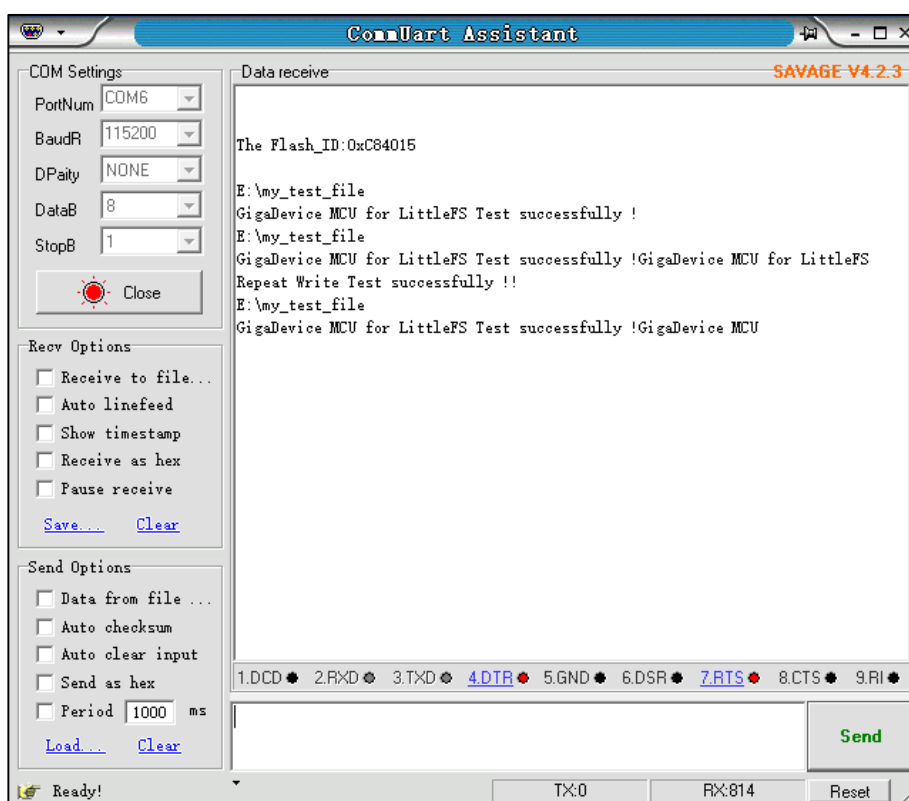 CommUart Assistant
COM Settings
PortNum COM6
BaudR 115200
DPaity NONE
DataB 8
StopB 1
Close
Recv Options
Receive to file...
Auto linefeed
Show timestamp
Receive as hex
Pause receive
Save... Clear
Send Options
Data from file ...
Auto checksum
Auto clear input
Send as hex
Period 1000 ms
Load... Clear
Data receive
SAVAGE V4.2.3
The Flash_ID:0xC84015
E:\my_test_file
GigaDevice MCU for LittleFS Test successfully !
E:\my_test_file
GigaDevice MCU for LittleFS Test successfully !GigaDevice MCU for LittleFS
Repeat Write Test successfully !!
E:\my_test_file
GigaDevice MCU for LittleFS Test successfully !GigaDevice MCU
1.DCD 2.RXD 3.TXD 4.DTR 5.GND 6.DSR 7.RTS 8.CTS 9.RI
Send
Ready! TX:0 RX:814 Reset